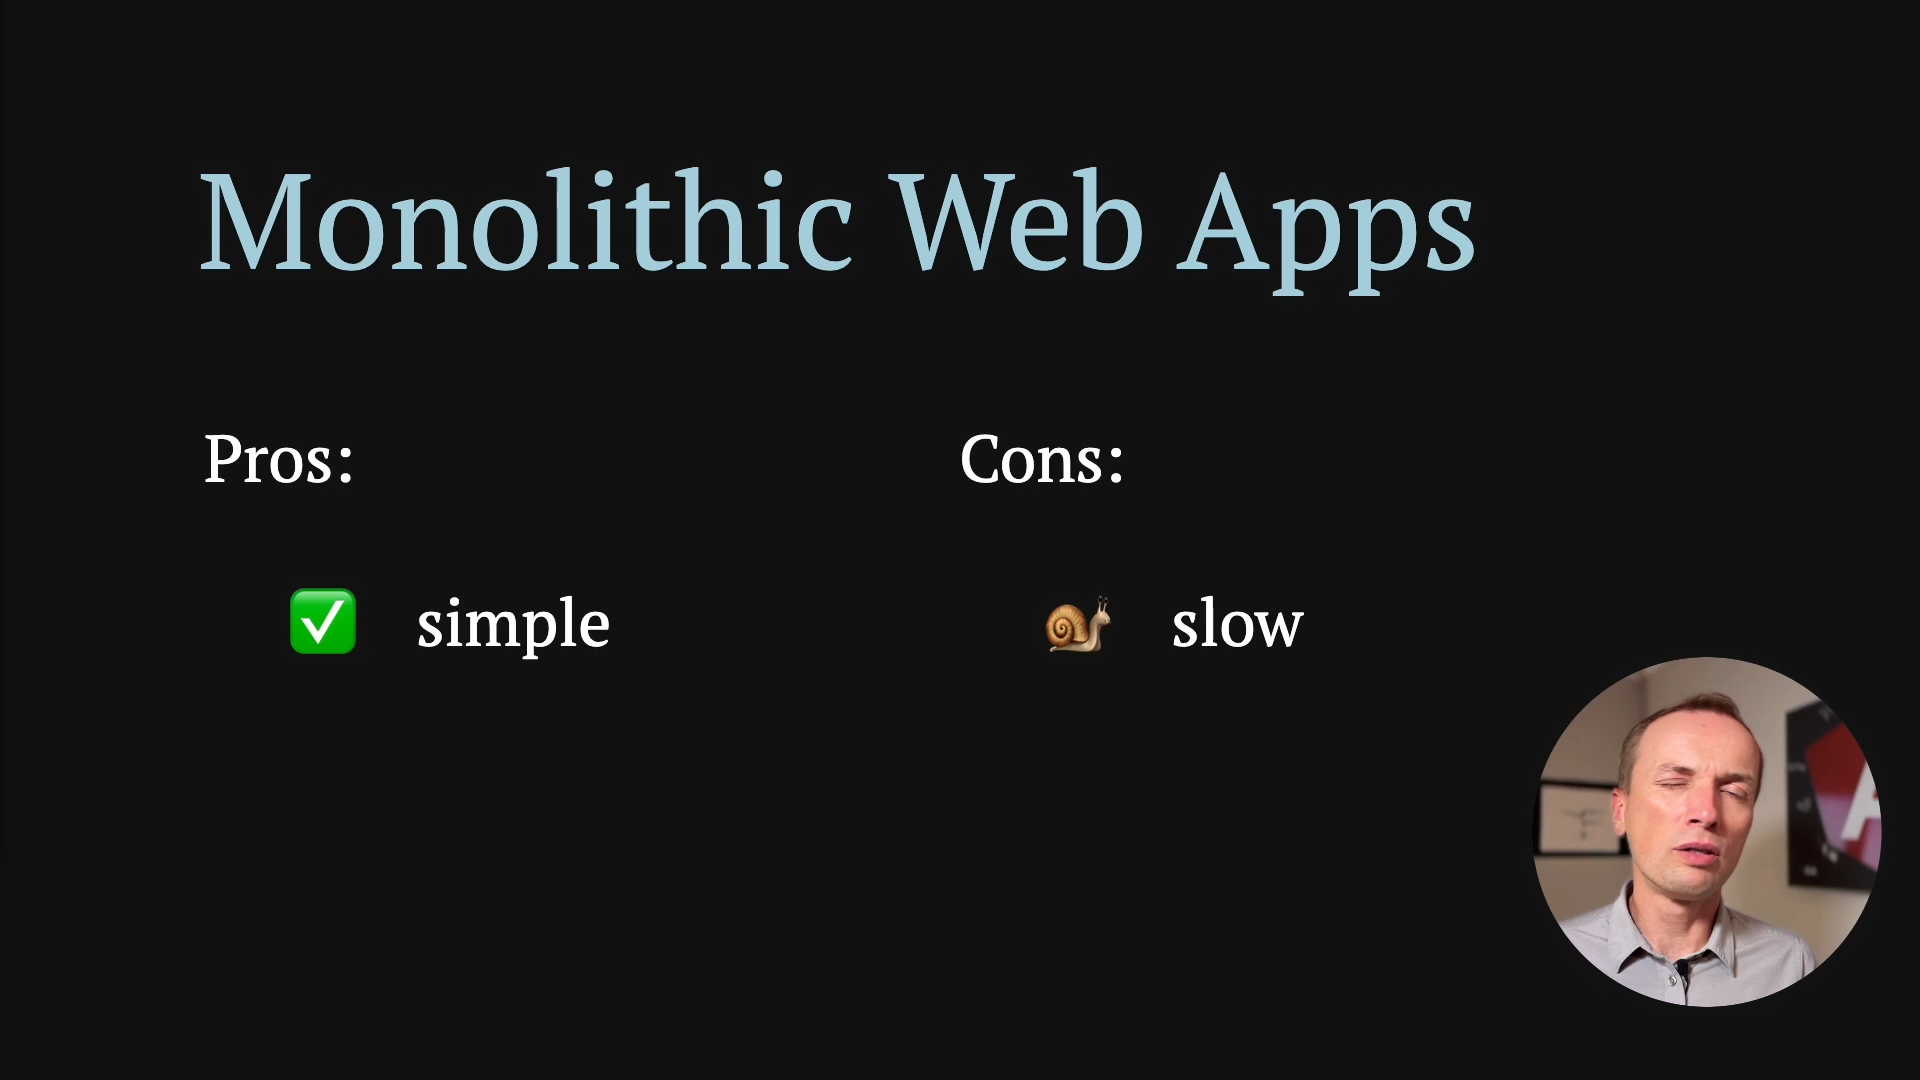 Monolithic Web Apps
Pros:
Cons:
✅ simple
🐌 slow